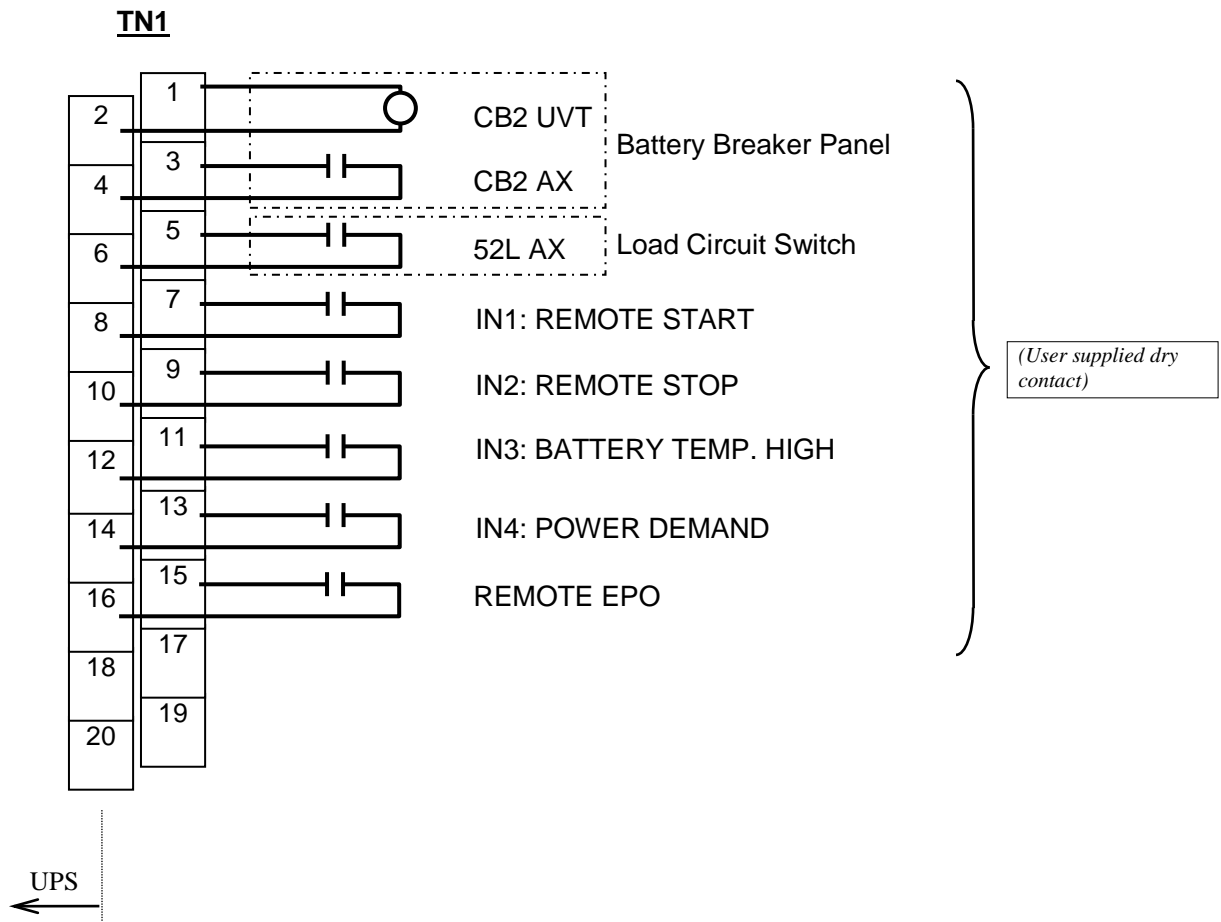 TN1
1
2
CB2 UVT
Battery Breaker Panel
3
4
CB2 AX
5
6
52L AX
Load Circuit Switch
7
8
IN1: REMOTE START
9
10
IN2: REMOTE STOP
(User supplied dry
contact)
11
12
IN3: BATTERY TEMP. HIGH
13
14
IN4: POWER DEMAND
15
16
REMOTE EPO
17
18
19
20
UPS